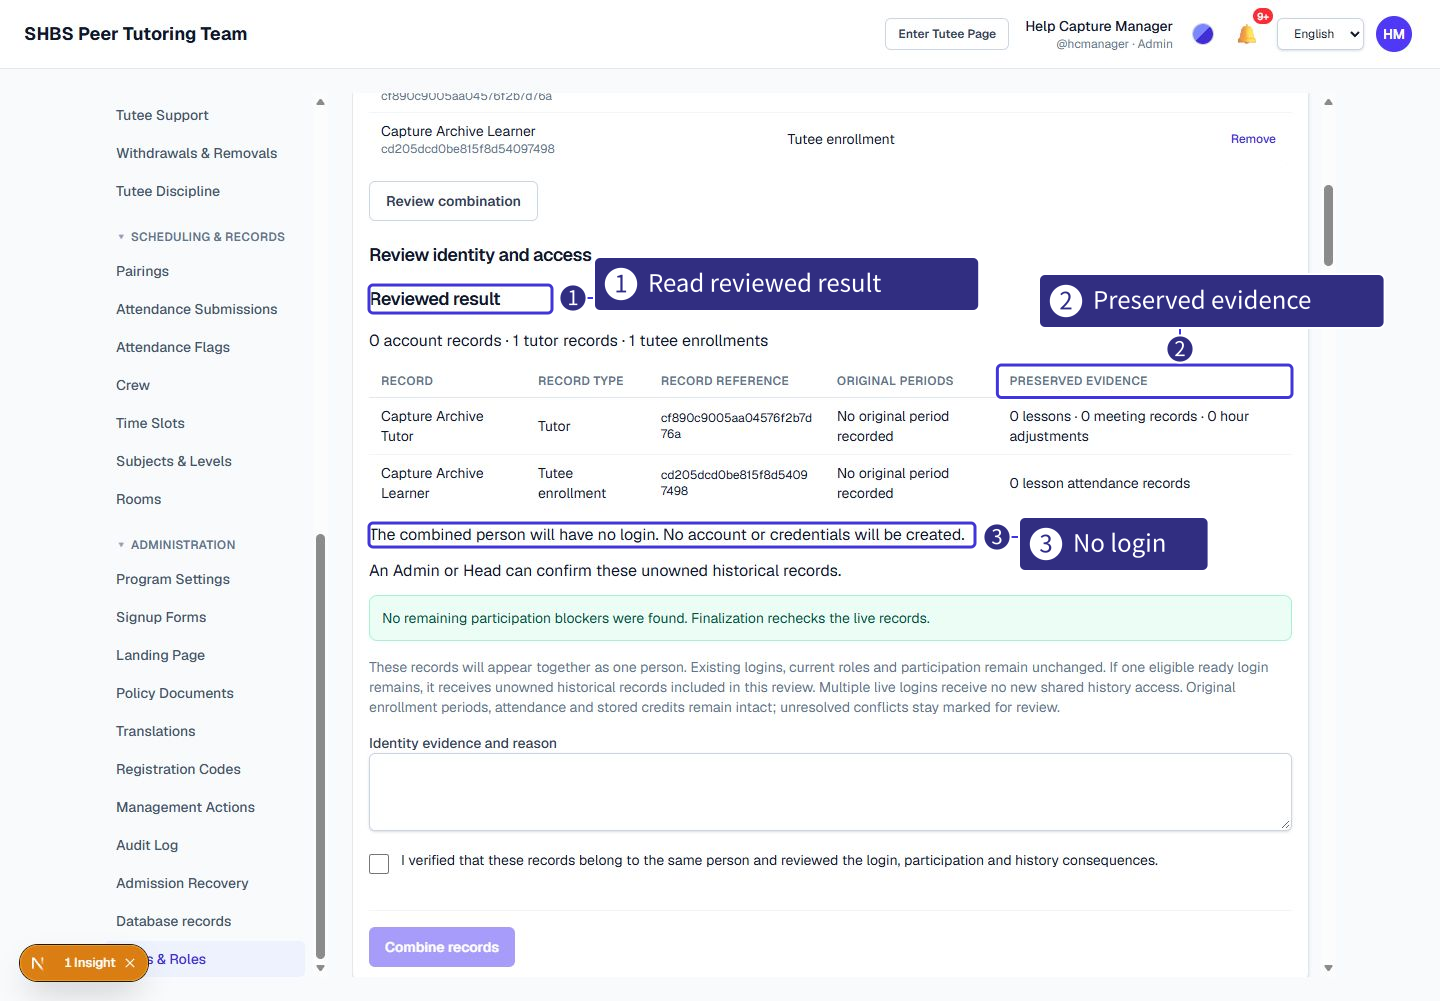 SHBS Peer Tutoring Team
Enter Tutee Page
Help Capture Manager
@hcmanager · Admin
9+
English
HM
Tutee Support
Withdrawals & Removals
Tutee Discipline
SCHEDULING & RECORDS
Pairings
Attendance Submissions
Attendance Flags
Crew
Time Slots
Subjects & Levels
Rooms
ADMINISTRATION
Program Settings
Signup Forms
Landing Page
Policy Documents
Translations
Registration Codes
Management Actions
Audit Log
Admission Recovery
Database records
s & Roles
N 1 Insight ×
cf890c9005aa04576f2b7d76a
Capture Archive Learner
cd205dcd0be815f8d54097498
Tutee enrollment
Remove
Review combination
Review identity and access
Reviewed result
1
1 Read reviewed result
2 Preserved evidence
2
0 account records · 1 tutor records · 1 tutee enrollments
RECORD RECORD TYPE RECORD REFERENCE ORIGINAL PERIODS PRESERVED EVIDENCE
Capture Archive Tutor
Tutor
cf890c9005aa04576f2b7d
76a
No original period recorded
0 lessons · 0 meeting records · 0 hour adjustments
Capture Archive Learner
Tutee enrollment
cd205dcd0be815f8d5409
7498
No original period recorded
0 lesson attendance records
The combined person will have no login. No account or credentials will be created.
3
3 No login
An Admin or Head can confirm these unowned historical records.
No remaining participation blockers were found. Finalization rechecks the live records.
These records will appear together as one person. Existing logins, current roles and participation remain unchanged. If one eligible ready login
remains, it receives unowned historical records included in this review. Multiple live logins receive no new shared history access. Original
enrollment periods, attendance and stored credits remain intact; unresolved conflicts stay marked for review.
Identity evidence and reason
I verified that these records belong to the same person and reviewed the login, participation and history consequences.
Combine records